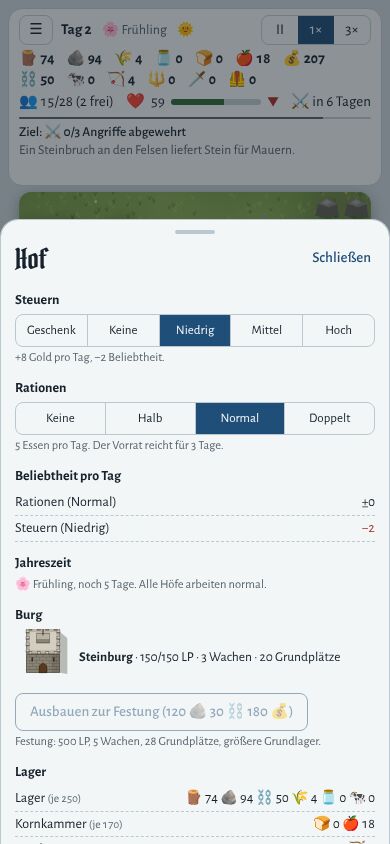 ☰ Tag 2 🌸 Frühling 🌞 II 1× 3×
🪵 74 🪨 94 🌾 4 🫙 0 🍞 0 🍎 18 💰 207
⛓️ 50 🐄 0 🏹 4 🔱 0 🗡️ 0 🦺 0
👥 15/28 (2 frei) ❤️ 59 ▼ ⚔️ in 6 Tagen
Ziel: ⚔️ 0/3 Angriffe abgewehrt
Ein Steinbruch an den Felsen liefert Stein für Mauern.
Hof Schließen
Steuern
Geschenk Keine Niedrig Mittel Hoch
+8 Gold pro Tag, −2 Beliebtheit.
Rationen
Keine Halb Normal Doppelt
5 Essen pro Tag. Der Vorrat reicht für 3 Tage.
Beliebtheit pro Tag
Rationen (Normal) ±0
Steuern (Niedrig) −2
Jahreszeit
🌸 Frühling, noch 5 Tage. Alle Höfe arbeiten normal.
Burg
Steinburg · 150/150 LP · 3 Wachen · 20 Grundplätze
Ausbauen zur Festung (120 🪨 30 ⛓️ 180 💰)
Festung: 500 LP, 5 Wachen, 28 Grundplätze, größere Grundlager.
Lager
Lager (je 250) 🪵 74 🪨 94 ⛓️ 50 🌾 4 🫙 0 🐄 0
Kornkammer (je 170) 🍞 0 🍎 18